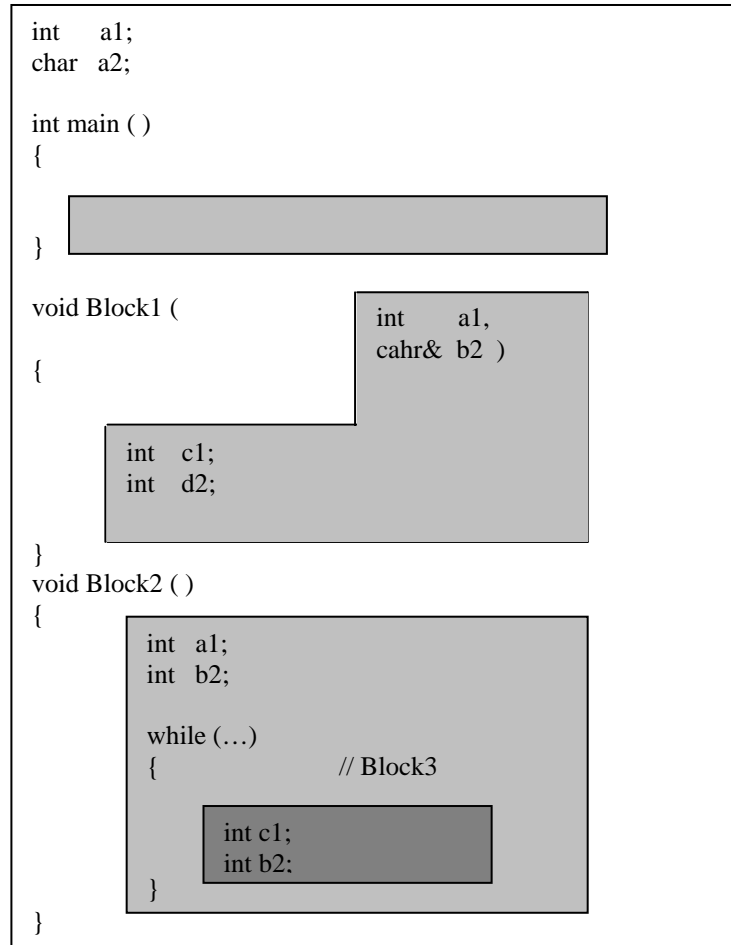 int a1;
char a2;
int main ( )
{
}
void Block1 (
int a1,
cahr& b2 )
{
int c1;
int d2;
}
void Block2 ( )
{
int a1;
int b2;
while (…)
{ // Block3
int c1;
int b2;
}
}